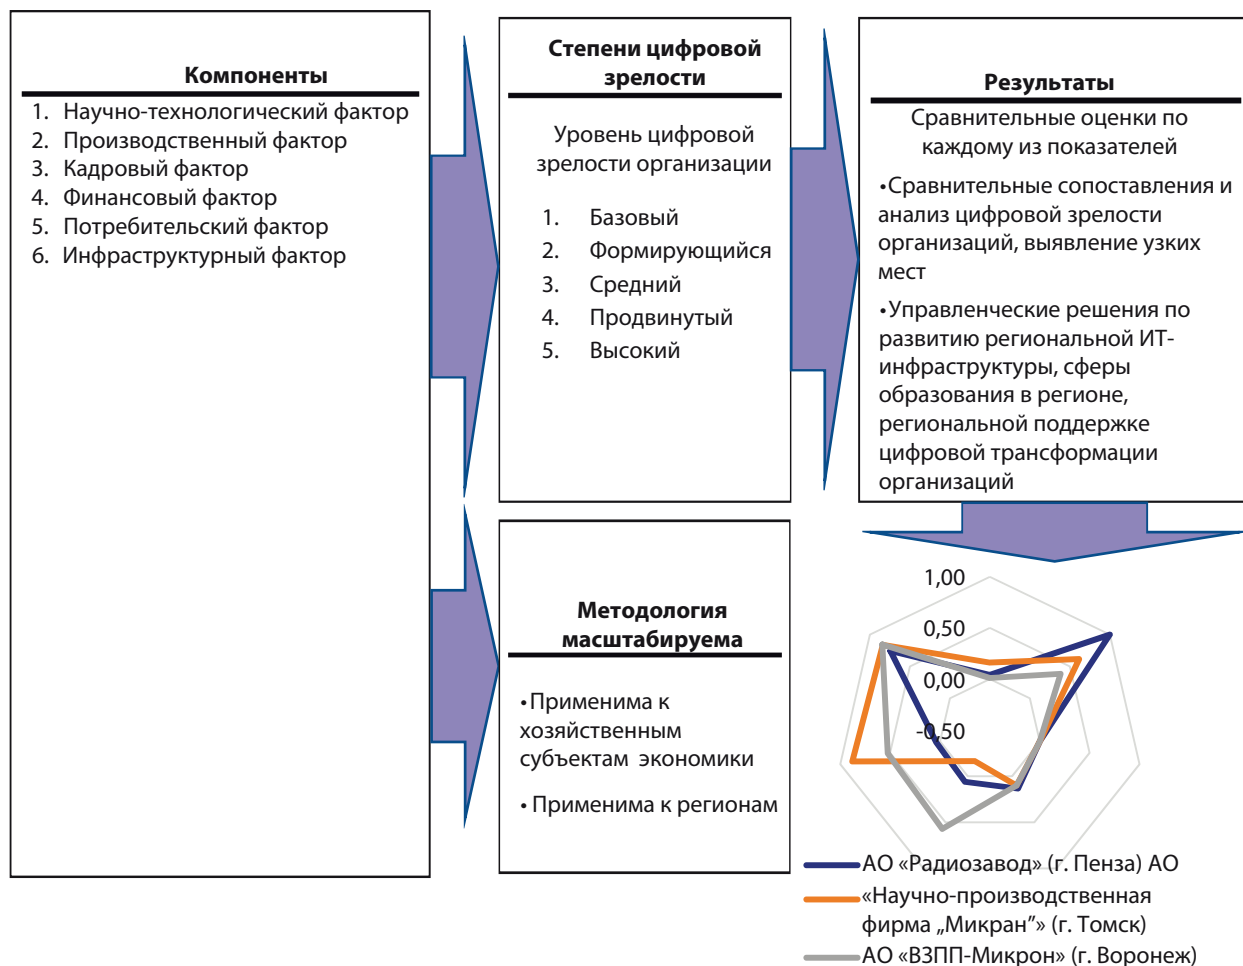 Компоненты
1. Научно-технологический фактор
2. Производственный фактор
3. Кадровый фактор
4. Финансовый фактор
5. Потребительский фактор
6. Инфраструктурный фактор
Степени цифровой
зрелости
Уровень цифровой
зрелости организации
1. Базовый
2. Формирующийся
3. Средний
4. Продвинутый
5. Высокий
Результаты
Сравнительные оценки по
каждому из показателей
•Сравнительные сопоставления и
анализ цифровой зрелости
организаций, выявление узких
мест
•Управленческие решения по
развитию региональной ИТ-
инфраструктуры, сферы
образования в регионе,
региональной поддержке
цифровой трансформации
организаций
Методология
масштабируема
•Применима к
хозяйственным
субъектам экономики
•Применима к регионам
1,00
0,50
0,00
-0,50
АО «Радиозавод» (г. Пенза) АО
«Научно-производственная
фирма „Микран”» (г. Томск)
АО «ВЗПП-Микрон» (г. Воронеж)